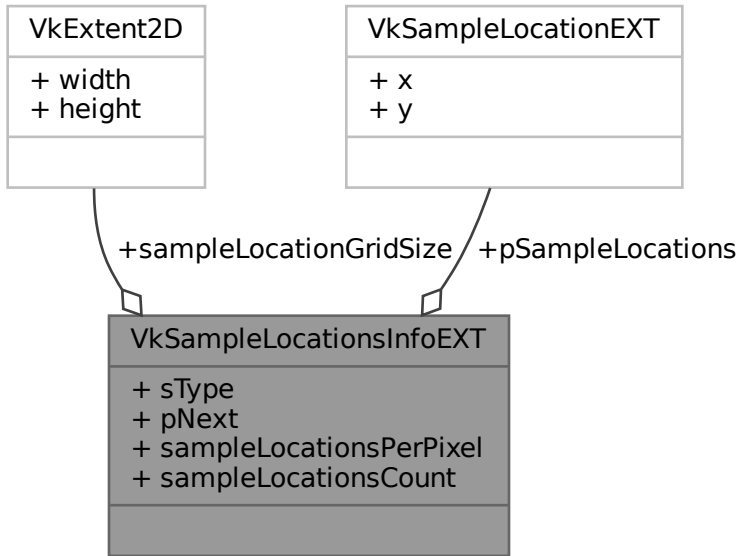 VkExtent2D
+ width
+ height
VkSampleLocationEXT
+ x
+ y
+sampleLocationGridSize
+pSampleLocations
VkSampleLocationsInfoEXT
+ sType
+ pNext
+ sampleLocationsPerPixel
+ sampleLocationsCount